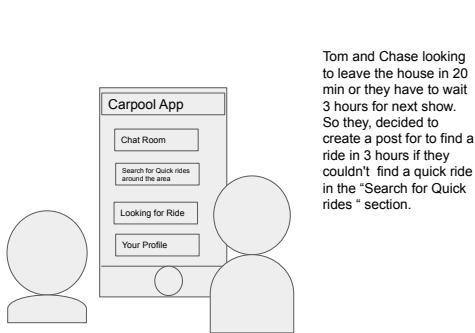 Carpool App
Chat Room
Search for Quick rides
around the area
Looking for Ride
Your Profile
Tom and Chase looking
to leave the house in 20
min or they have to wait
3 hours for next show.
So they, decided to
create a post for to find a
ride in 3 hours if they
couldn't  find a quick ride
in the “Search for Quick
rides “ section.